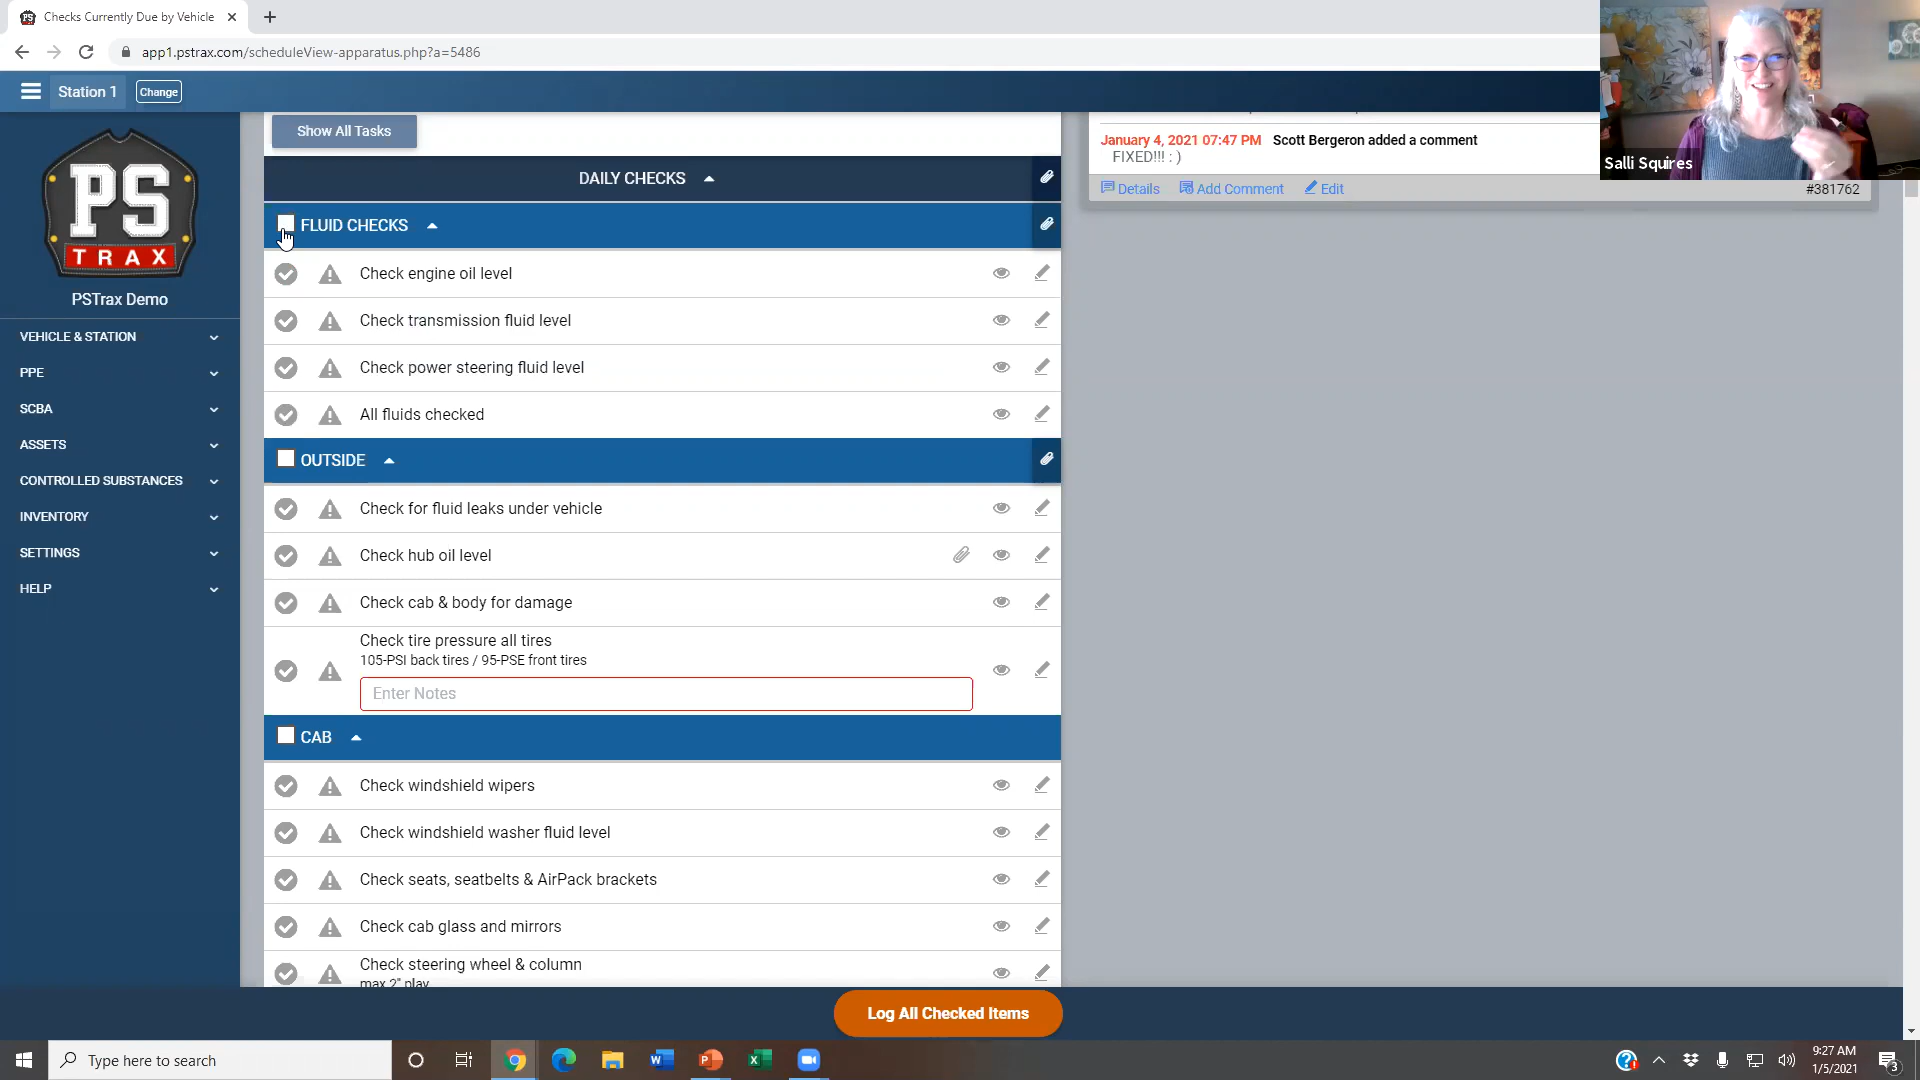 Checks Currently Due by Vehicle
app1.pstrax.com/scheduleView-apparatus.php?a=5486
Station 1
Change
Salli Squires
PS
TRAX
PSTrax Demo
VEHICLE & STATION
PPE
SCBA
ASSETS
CONTROLLED SUBSTANCES
INVENTORY
SETTINGS
HELP
Show All Tasks
DAILY CHECKS
FLUID CHECKS
Check engine oil level
Check transmission fluid level
Check power steering fluid level
All fluids checked
OUTSIDE
Check for fluid leaks under vehicle
Check hub oil level
Check cab & body for damage
Check tire pressure all tires
105-PSI back tires / 95-PSE front tires
Enter Notes
CAB
Check windshield wipers
Check windshield washer fluid level
Check seats, seatbelts & AirPack brackets
Check cab glass and mirrors
Check steering wheel & column
max 2" play
January 4, 2021 07:47 PM Scott Bergeron added a comment
FIXED!!! : )
Details Add Comment Edit #381762
Log All Checked Items
Type here to search
9:27 AM
1/5/2021
3